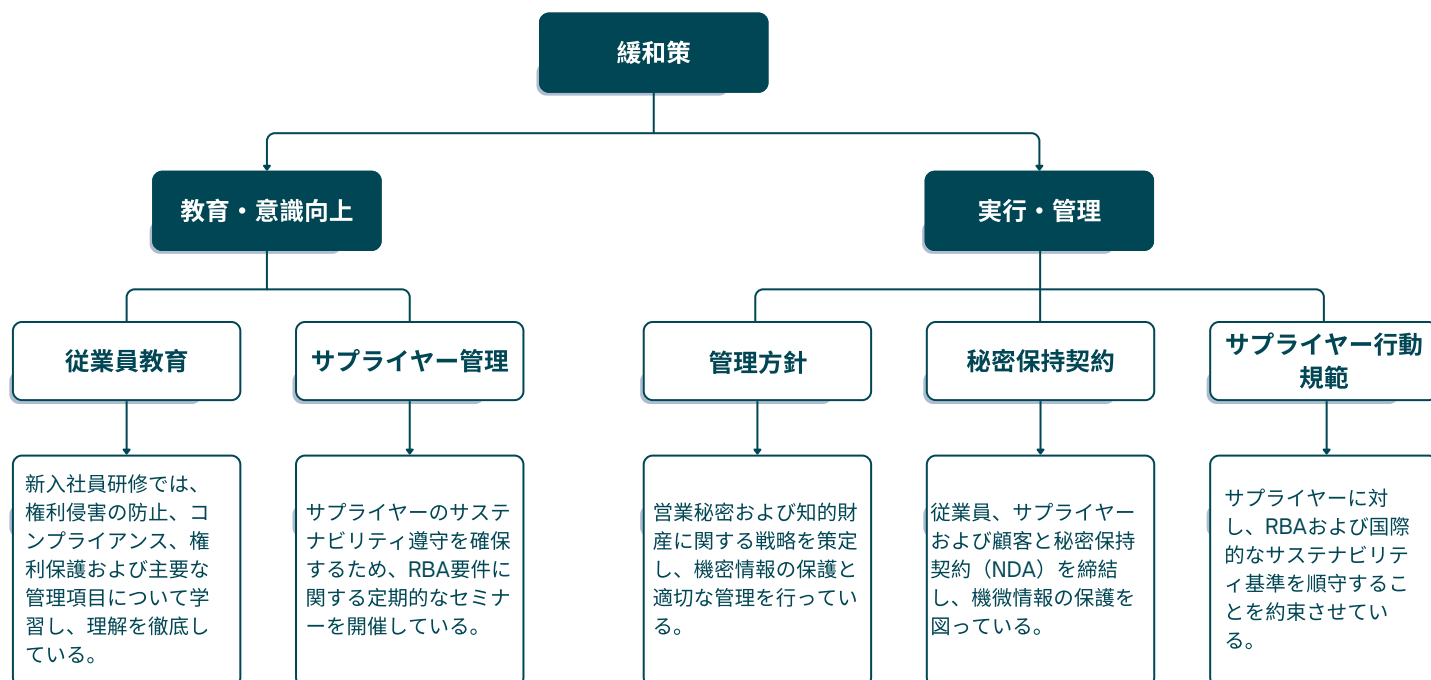 緩和策
教育・意識向上
実行・管理
従業員教育
サプライヤー管理
管理方針
秘密保持契約
サプライヤー行動
規範
新入社員研修では、
権利侵害の防止、コ
ンプライアンス、権
利保護および主要な
管理項目について学
習し、理解を徹底し
ている。
サプライヤーのサステ
ナビリティ遵守を確保
するため、RBA要件に
関する定期的なセミナ
ーを開催している。
営業秘密および知的財
産に関する戦略を策定
し、機密情報の保護と
適切な管理を行ってい
る。
従業員、サプライヤー
および顧客と秘密保持
契約（NDA）を締結
し、機微情報の保護を
図っている。
サプライヤーに対
し、RBAおよび国際
的なサステナビリテ
ィ基準を順守するこ
とを約束させてい
る。